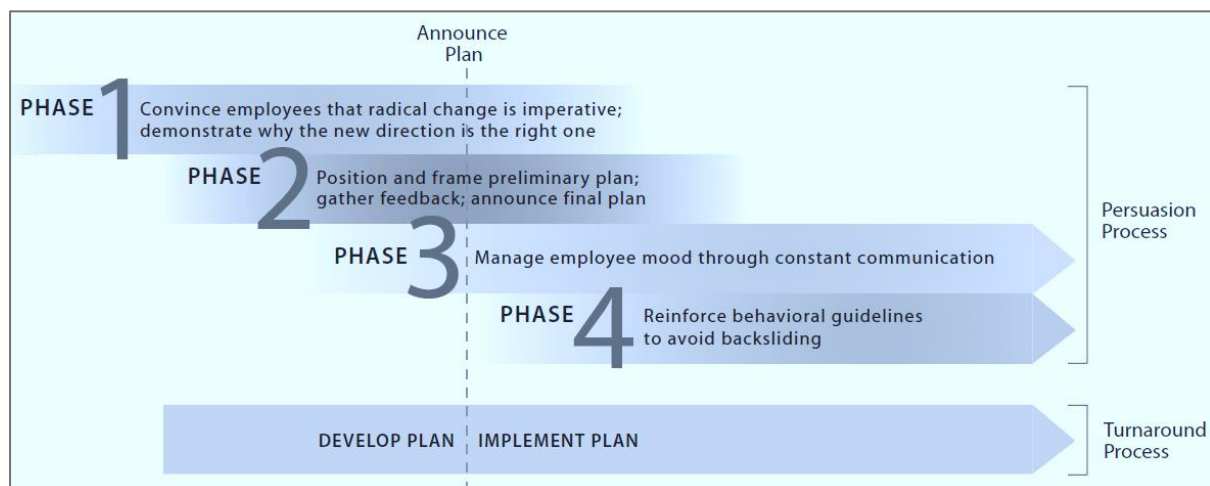 Announce
Plan
PHASE 1 Convince employees that radical change is imperative;
demonstrate why the new direction is the right one
PHASE 2 Position and frame preliminary plan;
gather feedback; announce final plan
PHASE 3 Manage employee mood through constant communication
PHASE 4 Reinforce behavioral guidelines
to avoid backsliding
Persuasion
Process
DEVELOP PLAN IMPLEMENT PLAN
Turnaround
Process